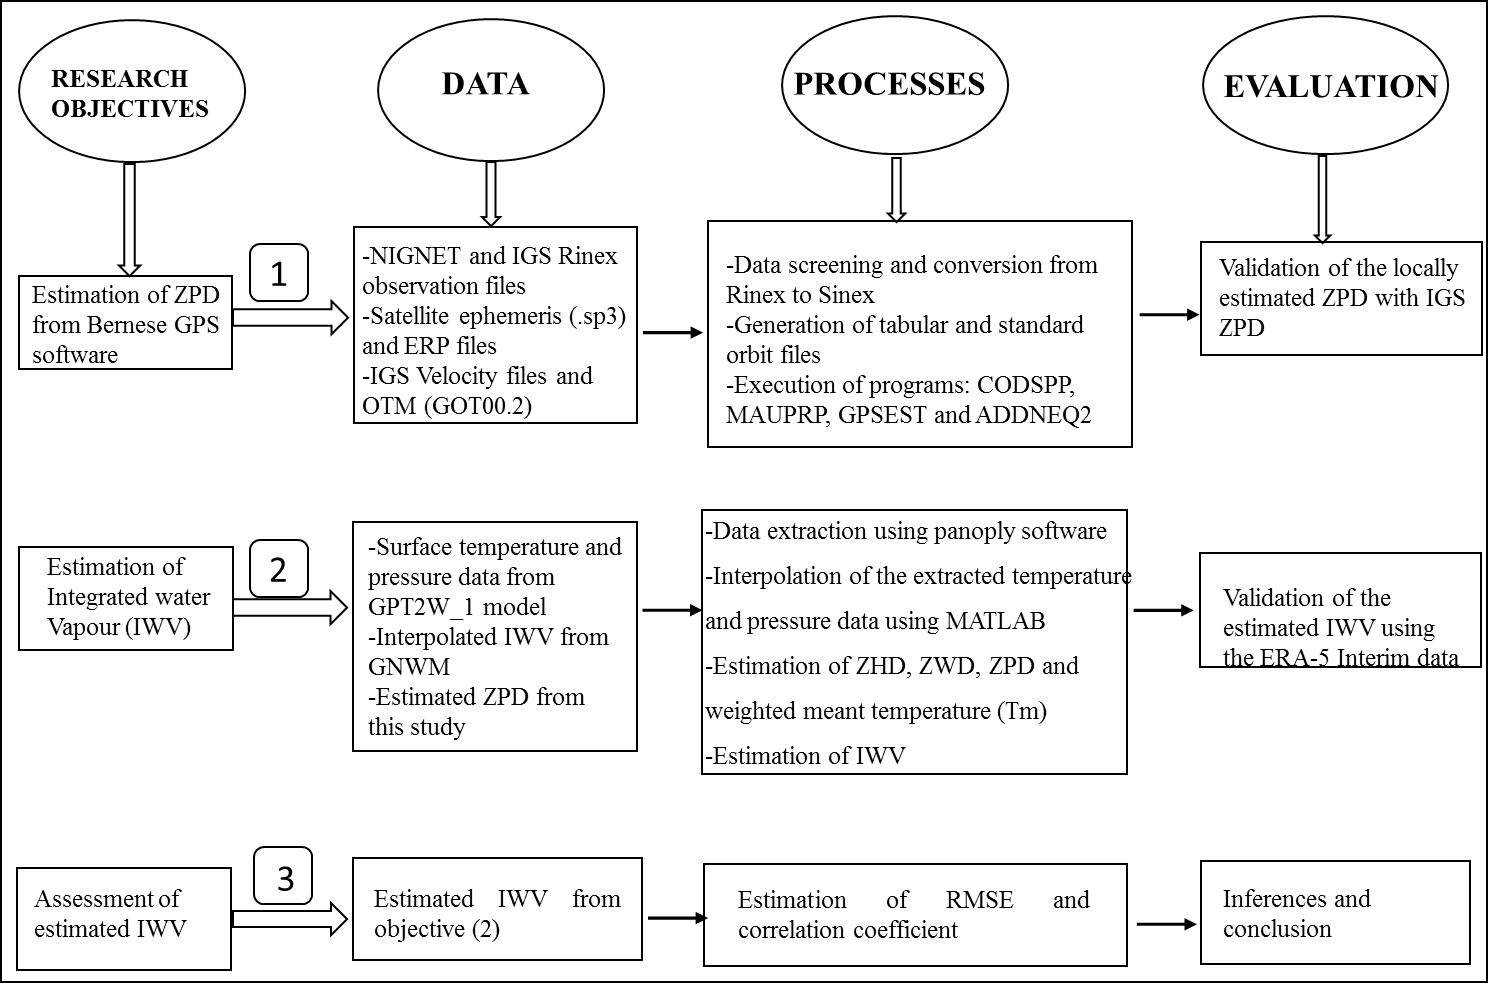 RESEARCH
OBJECTIVES
DATA
PROCESSES
EVALUATION
Estimation of ZPD
from Bernese GPS
software
1
-NIGNET and IGS Rinex
observation files
-Satellite ephemeris (.sp3)
and ERP files
-IGS Velocity files and
OTM (GOT00.2)
-Data screening and conversion from
Rinex to Sinex
-Generation of tabular and standard
orbit files
-Execution of programs: CODSPP,
MAUPRP, GPSEST and ADDNEQ2
Validation of the locally
estimated ZPD with IGS
ZPD
Estimation of
Integrated water
Vapour (IWV)
2
-Surface temperature and
pressure data from
GPT2W_1 model
-Interpolated IWV from
GNWM
-Estimated ZPD from
this study
-Data extraction using panoply software
-Interpolation of the extracted temperature
and pressure data using MATLAB
-Estimation of ZHD, ZWD, ZPD and
weighted meant temperature (Tm)
-Estimation of IWV
Validation of the
estimated IWV using
the ERA-5 Interim data
Assessment of
estimated IWV
3
Estimated IWV from
objective (2)
Estimation of RMSE and
correlation coefficient
Inferences and
conclusion